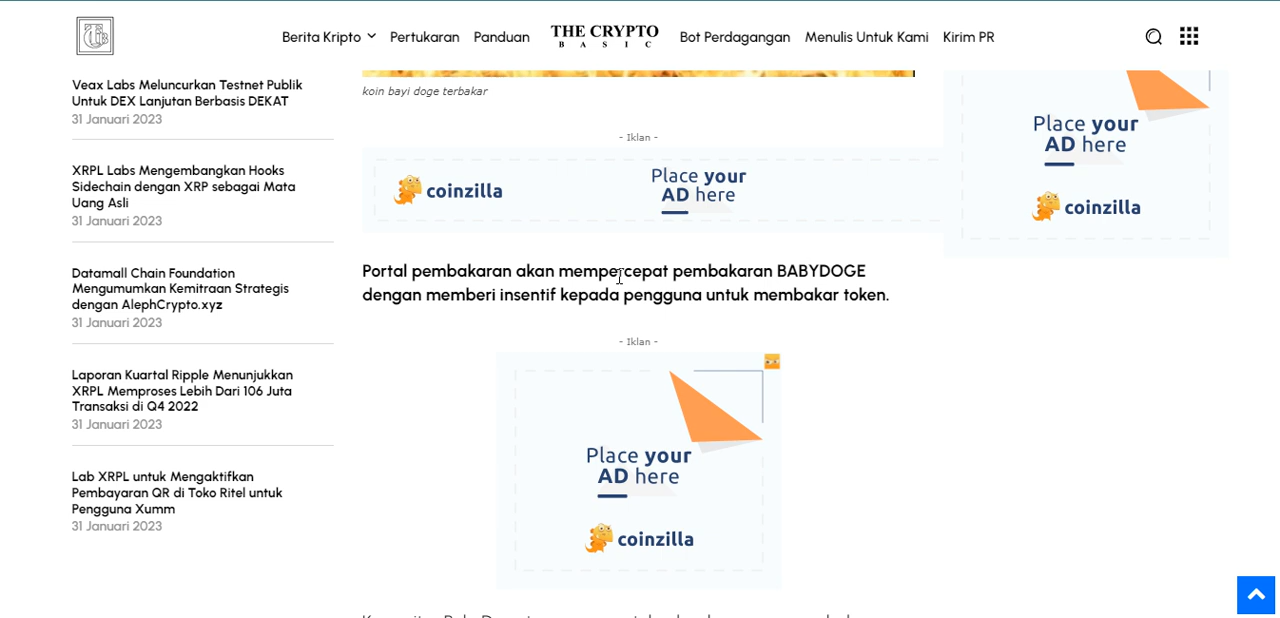 Berita Kripto
Pertukaran
Panduan
THE CRYPTO
BASIC
Bot Perdagangan
Menulis Untuk Kami
Kirim PR
Veax Labs Meluncurkan Testnet Publik
Untuk DEX Lanjutan Berbasis DEKAT
31 Januari 2023
XRPL Labs Mengembangkan Hooks
Sidechain dengan XRP sebagai Mata
Uang Asli
31 Januari 2023
Datamall Chain Foundation
Mengumumkan Kemitraan Strategis
dengan AlephCrypto.xyz
31 Januari 2023
Laporan Kuartal Ripple Menunjukkan
XRPL Memproses Lebih Dari 106 Juta
Transaksi di Q4 2022
31 Januari 2023
Lab XRPL untuk Mengaktifkan
Pembayaran QR di Toko Ritel untuk
Pengguna Xumm
31 Januari 2023
koin bayi doge terbakar
- Iklan -
coinzilla
Place your
AD here
Portal pembakaran akan mempercepat pembakaran BABYDOGE
dengan memberi insentif kepada pengguna untuk membakar token.
- Iklan -
Place your
AD here
coinzilla
Place your
AD here
coinzilla